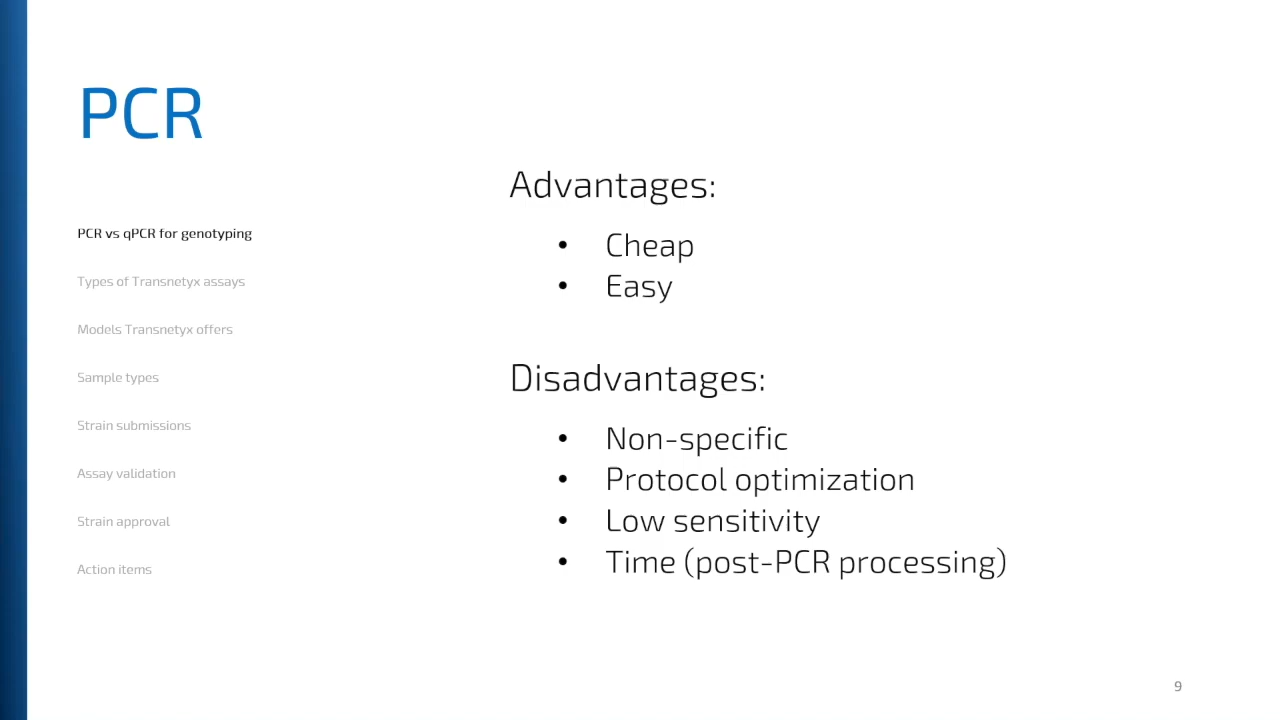 PCR
PCR vs qPCR for genotyping
Types of Transnetyx assays
Models Transnetyx offers
Sample types
Strain submissions
Assay validation
Strain approval
Action items
Advantages:
• Cheap
• Easy
Disadvantages:
• Non-specific
• Protocol optimization
• Low sensitivity
• Time (post-PCR processing)
9